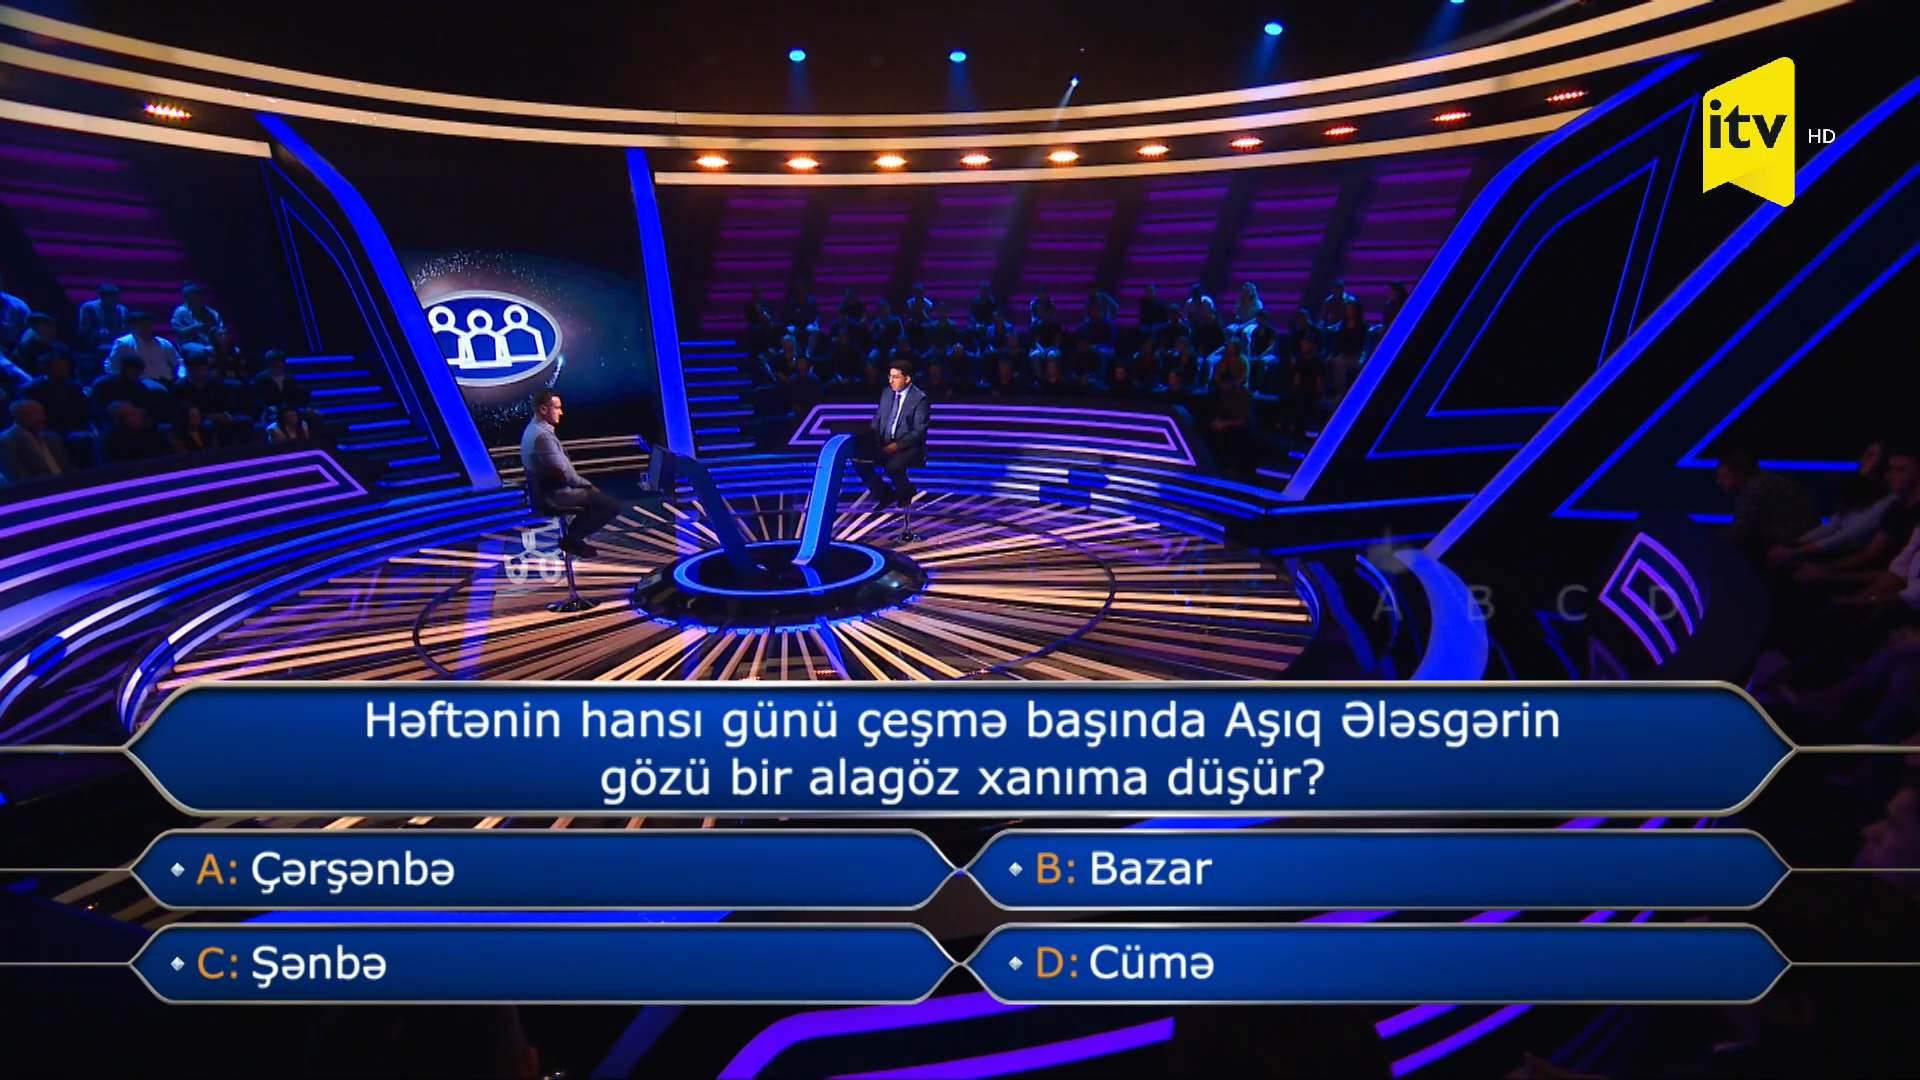 itv HD
A B C D
Həftənin hansı günü çeşmə başında Aşıq Ələsgərin
gözü bir alagöz xanıma düşür?
A: Çərşənbə
B: Bazar
C: Şənbə
D: Cümə